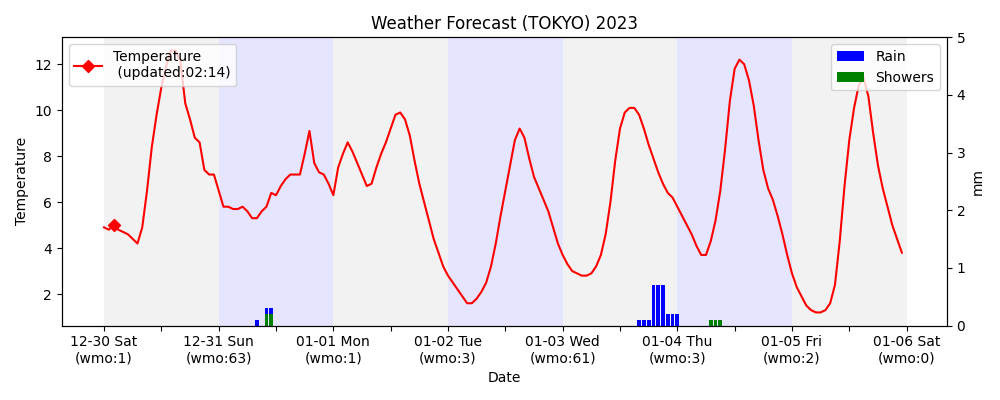 Weather Forecast (TOKYO) 2023
Temperature
(updated:02:14)
Rain
Showers
Temperature
12
10
8
6
4
2
5
4
3
2
1
0
mm
12-30 Sat
(wmo:1)
12-31 Sun
(wmo:63)
01-01 Mon
(wmo:1)
01-02 Tue
(wmo:3)
01-03 Wed
(wmo:61)
01-04 Thu
(wmo:3)
01-05 Fri
(wmo:2)
01-06 Sat
(wmo:0)
Date